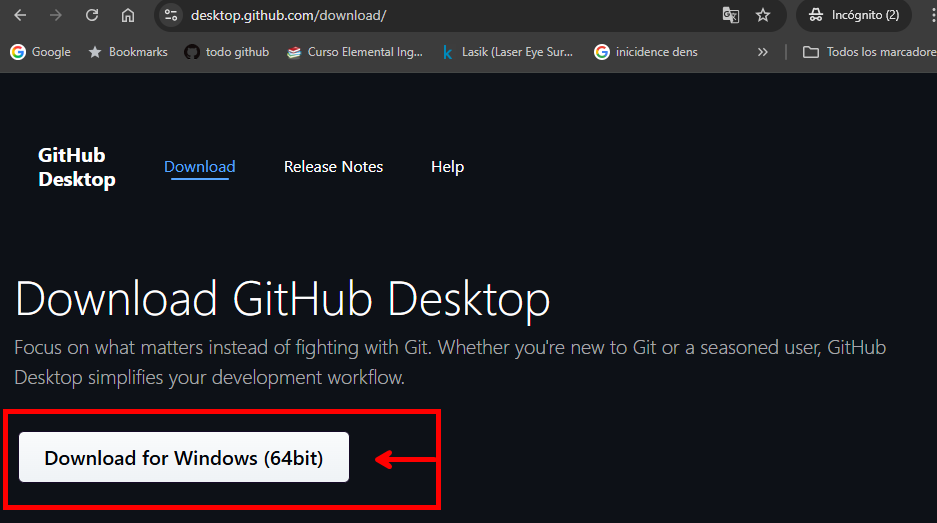 desktop.github.com/download/
Incógnito (2)
Google
Bookmarks
todo github
Curso Elemental Ing...
Lasik (Laser Eye Sur...
inicidence dens
»
Todos los marcadore
GitHub
Desktop
Download
Release Notes
Help
Download GitHub Desktop
Focus on what matters instead of fighting with Git. Whether you're new to Git or a seasoned user, GitHub
Desktop simplifies your development workflow.
Download for Windows (64bit)